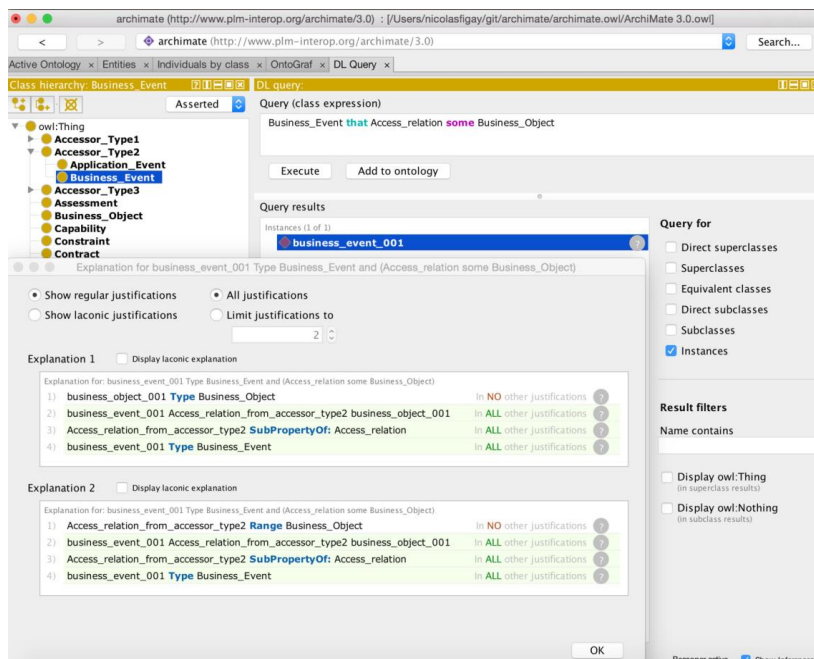 archimate (http://www.plm-interop.org/archimate/3.0) : [/Users/nicolasfigay/git/archimate/archimate.owl/ArchiMate 3.0.owl]
< > archimate (http://www.plm-interop.org/archimate/3.0) Search...
Active Ontology × Entities × Individuals by class × OntoGraf × DL Query ×
Class hierarchy: Business_Event
Asserted
owl:Thing
Accessor_Type1
Accessor_Type2
Application_Event
Business_Event
Accessor_Type3
Assessment
Business_Object
Capability
Constraint
Contract
DL query:
Query (class expression)
Business_Event that Access_relation some Business_Object
Execute Add to ontology
Query results
Instances (1 of 1)
business_event_001 ?
Query for
Direct superclasses
Superclasses
Equivalent classes
Direct subclasses
Subclasses
Instances
Result filters
Name contains
Display owl:Thing
(in superclass results)
Display owl:Nothing
(in subclass results)
Explanation for business_event_001 Type Business_Event and (Access_relation some Business_Object)
Show regular justifications All justifications
Show laconic justifications Limit justifications to
2
Explanation 1 Display laconic explanation
Explanation for: business_event_001 Type Business_Event and (Access_relation some Business_Object)
1) business_object_001 Type Business_Object In NO other justifications ?
2) business_event_001 Access_relation_from_accessor_type2 business_object_001 In ALL other justifications ?
3) Access_relation_from_accessor_type2 SubPropertyOf: Access_relation In ALL other justifications ?
4) business_event_001 Type Business_Event In ALL other justifications ?
Explanation 2 Display laconic explanation
Explanation for: business_event_001 Type Business_Event and (Access_relation some Business_Object)
1) Access_relation_from_accessor_type2 Range Business_Object In NO other justifications ?
2) business_event_001 Access_relation_from_accessor_type2 business_object_001 In ALL other justifications ?
3) Access_relation_from_accessor_type2 SubPropertyOf: Access_relation In ALL other justifications ?
4) business_event_001 Type Business_Event In ALL other justifications ?
OK